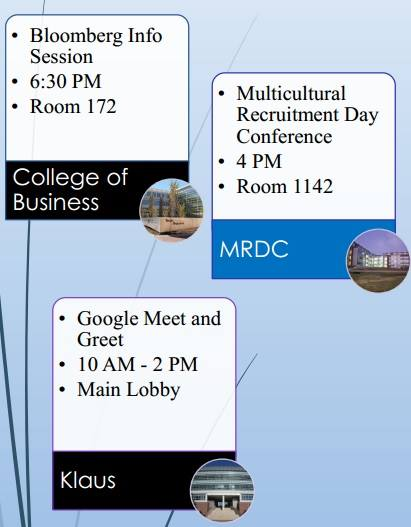 • Bloomberg Info
Session
• 6:30 PM
• Room 172
College of
Business
• Multicultural
Recruitment Day
Conference
• 4 PM
• Room 1142
MRDC
• Google Meet and
Greet
• 10 AM - 2 PM
• Main Lobby
Klaus